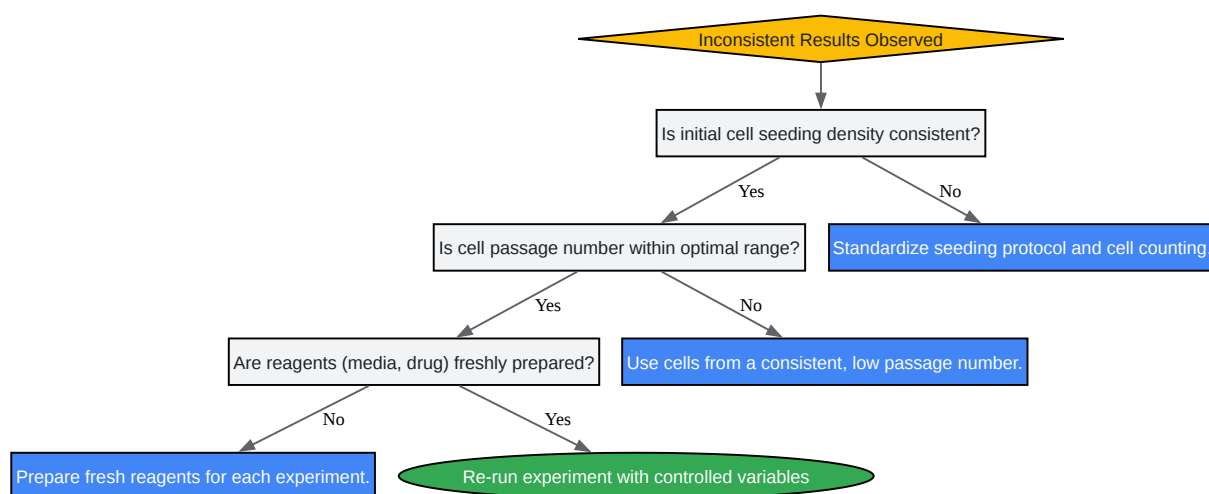 Inconsistent Results Observed
Is initial cell seeding density consistent?
Yes
No
Is cell passage number within optimal range?
Standardize seeding protocol and cell counting.
Yes
No
Are reagents (media, drug) freshly prepared?
Use cells from a consistent, low passage number.
No
Yes
Prepare fresh reagents for each experiment.
Re-run experiment with controlled variables